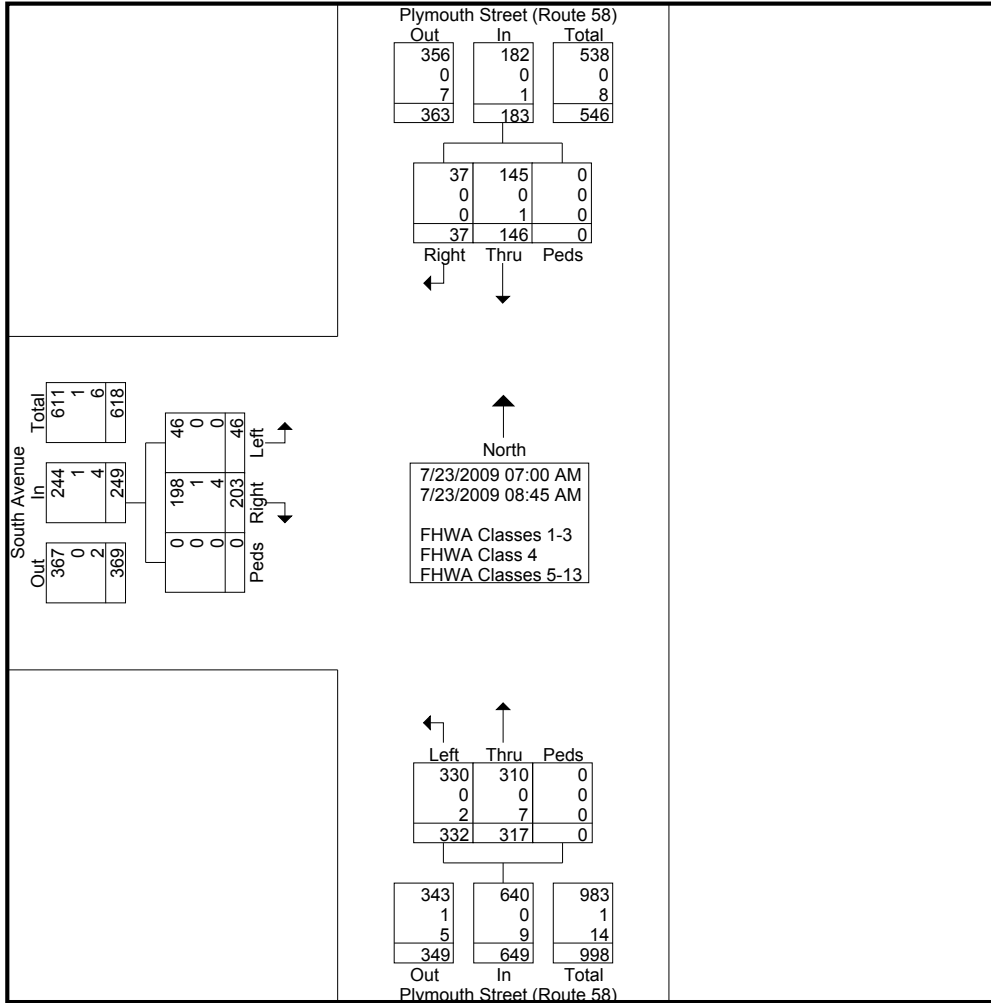 Plymouth Street (Route 58)
Out In Total
356 182 538
0 0 0
7 1 8
363 183 546
37 145 0
0 0 0
0 1 0
37 146 0
Right Thru Peds
South Avenue
Out In Total
367 244 611
0 1 1
2 4 6
369 249 618
0 198 46
0 1 0
0 4 0
0 203 46
Peds Right Left
North
7/23/2009 07:00 AM
7/23/2009 08:45 AM
FHWA Classes 1-3
FHWA Class 4
FHWA Classes 5-13
Left Thru Peds
330 310 0
0 0 0
2 7 0
332 317 0
343 640 983
1 0 1
5 9 14
349 649 998
Out In Total
Plymouth Street (Route 58)